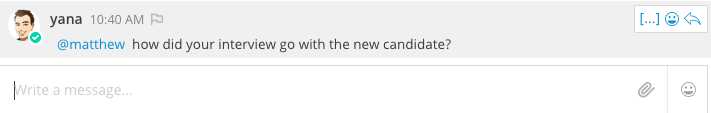 yana 10:40 AM [...]
@matthew how did your interview go with the new candidate?
Write a message...